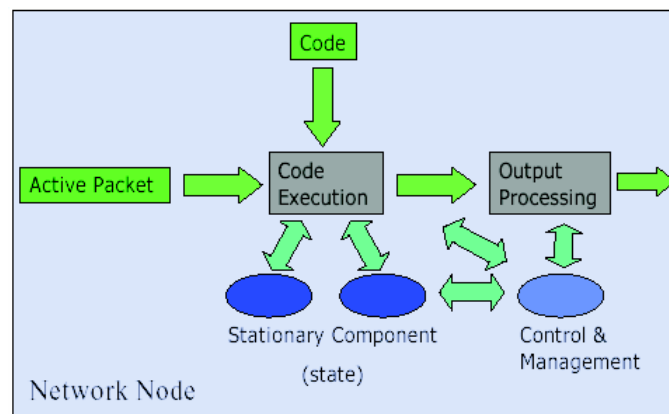 Code
Active Packet
Code
Execution
Output
Processing
Stationary Component
(state)
Control &
Management
Network Node